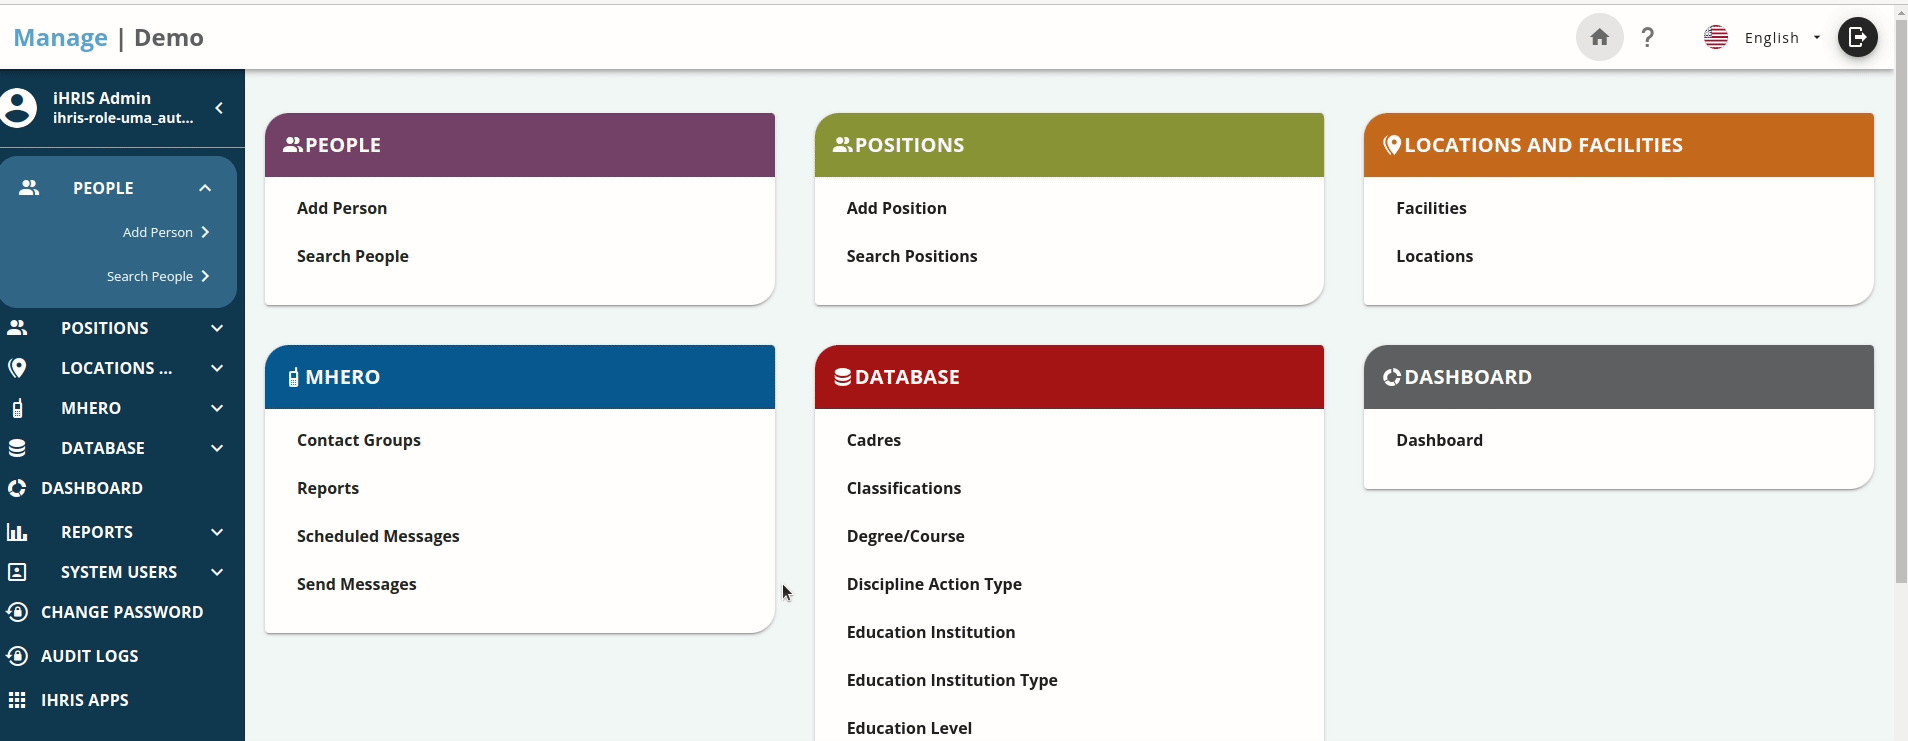 Manage | Demo
? English
iHRIS Admin
ihris-role-uma_aut...
PEOPLE
Add Person
Search People
POSITIONS
LOCATIONS ...
MHERO
DATABASE
DASHBOARD
REPORTS
SYSTEM USERS
CHANGE PASSWORD
AUDIT LOGS
IHRIS APPS
PEOPLE
Add Person
Search People
POSITIONS
Add Position
Search Positions
LOCATIONS AND FACILITIES
Facilities
Locations
MHERO
Contact Groups
Reports
Scheduled Messages
Send Messages
DATABASE
Cadres
Classifications
Degree/Course
Discipline Action Type
Education Institution
Education Institution Type
Education Level
DASHBOARD
Dashboard